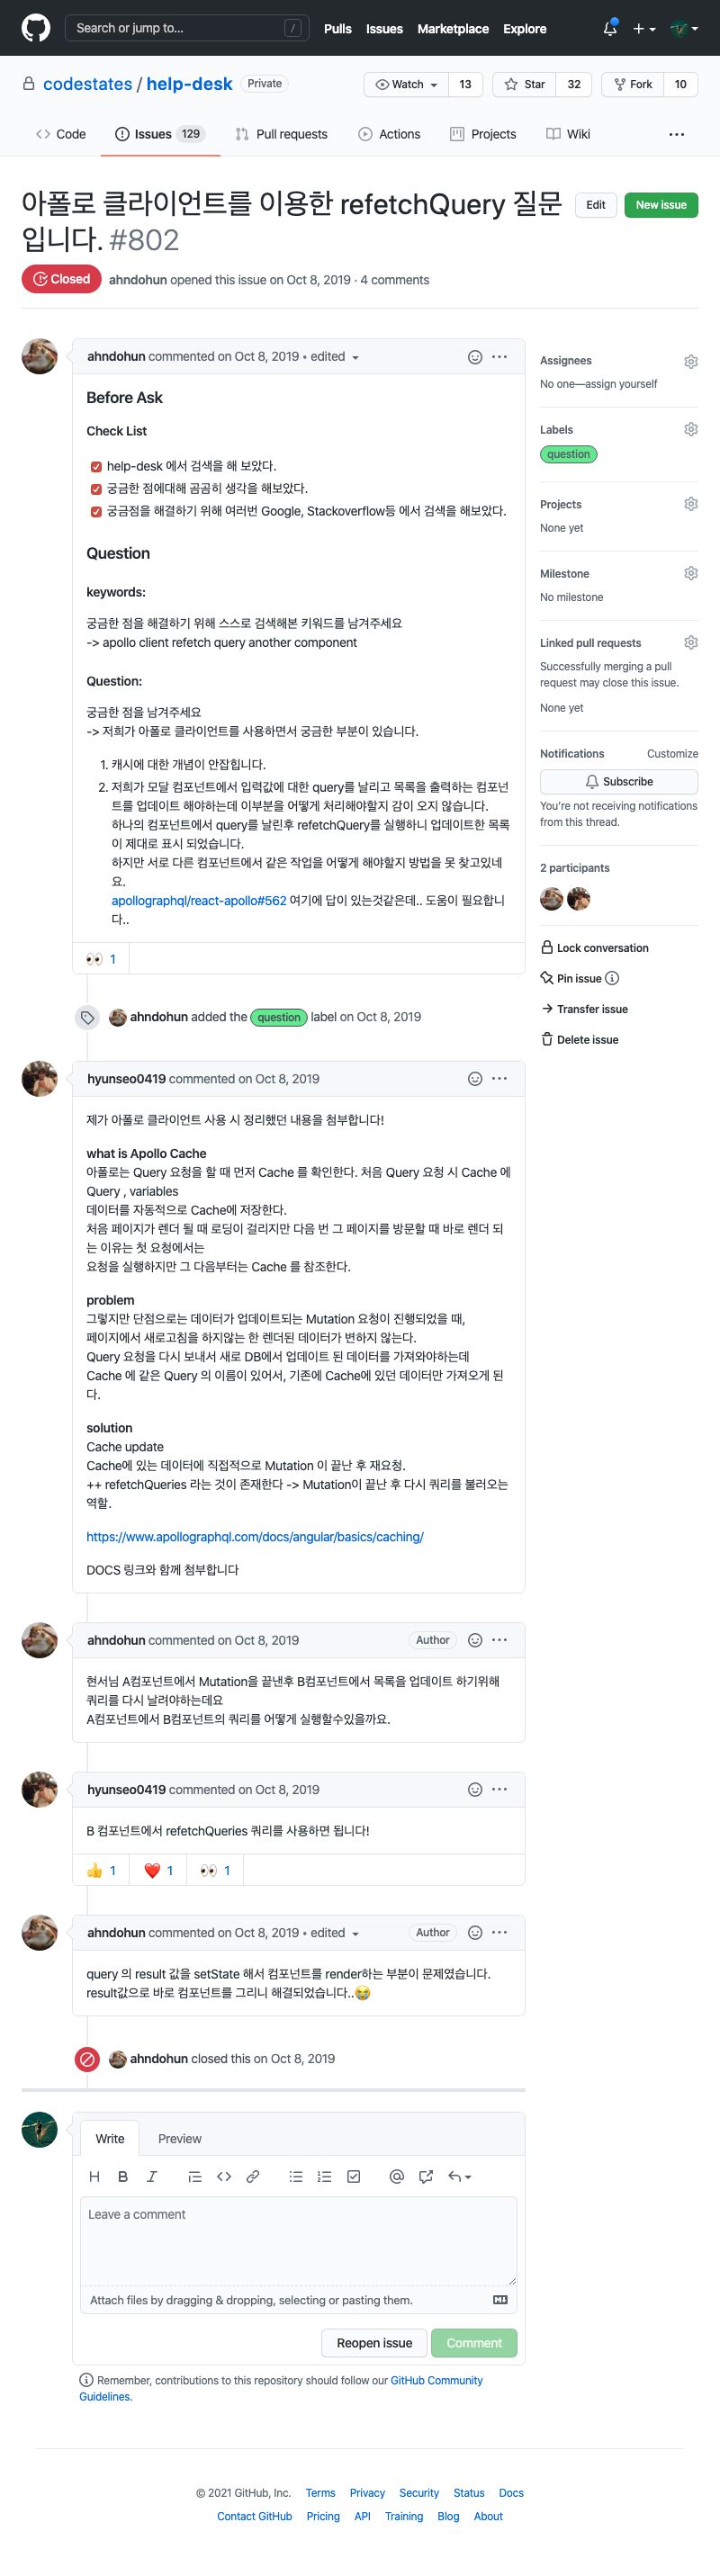 Search or jump to...
/
Pulls Issues Marketplace Explore
codestates / help-desk Private
Watch 13
Star 32
Fork 10
Code
Issues 129
Pull requests
Actions
Projects
Wiki
아폴로 클라이언트를 이용한 refetchQuery 질문
입니다. #802
Edit
New issue
Closed
ahndohun opened this issue on Oct 8, 2019 · 4 comments
ahndohun commented on Oct 8, 2019 • edited
Before Ask
Check List
help-desk 에서 검색을 해 보았다.
궁금한 점에대해 곰곰히 생각을 해보았다.
궁금점을 해결하기 위해 여러번 Google, Stackoverflow등 에서 검색을 해보았다.
Question
keywords:
궁금한 점을 해결하기 위해 스스로 검색해본 키워드를 남겨주세요
-> apollo client refetch query another component
Question:
궁금한 점을 남겨주세요
-> 저희가 아폴로 클라이언트를 사용하면서 궁금한 부분이 있습니다.
1. 캐시에 대한 개념이 안잡힙니다.
2. 저희가 모달 컴포넌트에서 입력값에 대한 query를 날리고 목록을 출력하는 컴포넌
트를 업데이트 해야하는데 이부분을 어떻게 처리해야할지 감이 오지 않습니다.
하나의 컴포넌트에서 query를 날린후 refetchQuery를 실행하니 업데이트한 목록
이 제대로 표시 되었습니다.
하지만 서로 다른 컴포넌트에서 같은 작업을 어떻게 해야할지 방법을 못 찾고있네
요.
apollographql/react-apollo#562 여기에 답이 있는것같은데.. 도움이 필요합니
다..
👀 1
Assignees
No one—assign yourself
Labels
question
Projects
None yet
Milestone
No milestone
Linked pull requests
Successfully merging a pull
request may close this issue.
None yet
Notifications Customize
Subscribe
You're not receiving notifications
from this thread.
2 participants
Lock conversation
Pin issue
Transfer issue
Delete issue
ahndohun added the question label on Oct 8, 2019
hyunseo0419 commented on Oct 8, 2019
제가 아폴로 클라이언트 사용 시 정리했던 내용을 첨부합니다!
what is Apollo Cache
아폴로는 Query 요청을 할 때 먼저 Cache 를 확인한다. 처음 Query 요청 시 Cache 에
Query , variables
데이터를 자동적으로 Cache에 저장한다.
처음 페이지가 렌더 될 때 로딩이 걸리지만 다음 번 그 페이지를 방문할 때 바로 렌더 되
는 이유는 첫 요청에서는
요청을 실행하지만 그 다음부터는 Cache 를 참조한다.
problem
그렇지만 단점으로는 데이터가 업데이트되는 Mutation 요청이 진행되었을 때,
페이지에서 새로고침을 하지않는 한 렌더된 데이터가 변하지 않는다.
Query 요청을 다시 보내서 새로 DB에서 업데이트 된 데이터를 가져와야하는데
Cache 에 같은 Query 의 이름이 있어서, 기존에 Cache에 있던 데이터만 가져오게 된
다.
solution
Cache update
Cache에 있는 데이터에 직접적으로 Mutation 이 끝난 후 재요청.
++ refetchQueries 라는 것이 존재한다 -> Mutation이 끝난 후 다시 쿼리를 불러오는
역할.
https://www.apollographql.com/docs/angular/basics/caching/
DOCS 링크와 함께 첨부합니다
ahndohun commented on Oct 8, 2019 Author
현서님 A컴포넌트에서 Mutation을 끝낸후 B컴포넌트에서 목록을 업데이트 하기위해
쿼리를 다시 날려야하는데요
A컴포넌트에서 B컴포넌트의 쿼리를 어떻게 실행할수있을까요.
hyunseo0419 commented on Oct 8, 2019
B 컴포넌트에서 refetchQueries 쿼리를 사용하면 됩니다!
👍 1 ❤️ 1 👀 1
ahndohun commented on Oct 8, 2019 • edited Author
query 의 result 값을 setState 해서 컴포넌트를 render하는 부분이 문제였습니다.
result값으로 바로 컴포넌트를 그리니 해결되었습니다..😭
ahndohun closed this on Oct 8, 2019
Write Preview
Leave a comment
Attach files by dragging & dropping, selecting or pasting them.
Reopen issue
Comment
Remember, contributions to this repository should follow our GitHub Community
Guidelines.
© 2021 GitHub, Inc. Terms Privacy Security Status Docs
Contact GitHub Pricing API Training Blog About